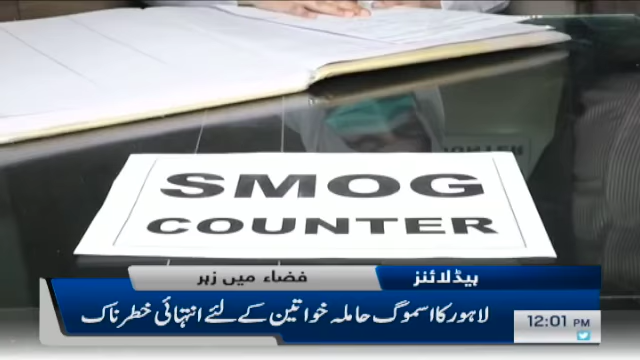 SMOG
COUNTER
ہیڈلائنز
فضاء میں زہر
لاہور کا اسموگ حاملہ خواتین کے لئے انتہائی خطرناک
12:01 PM